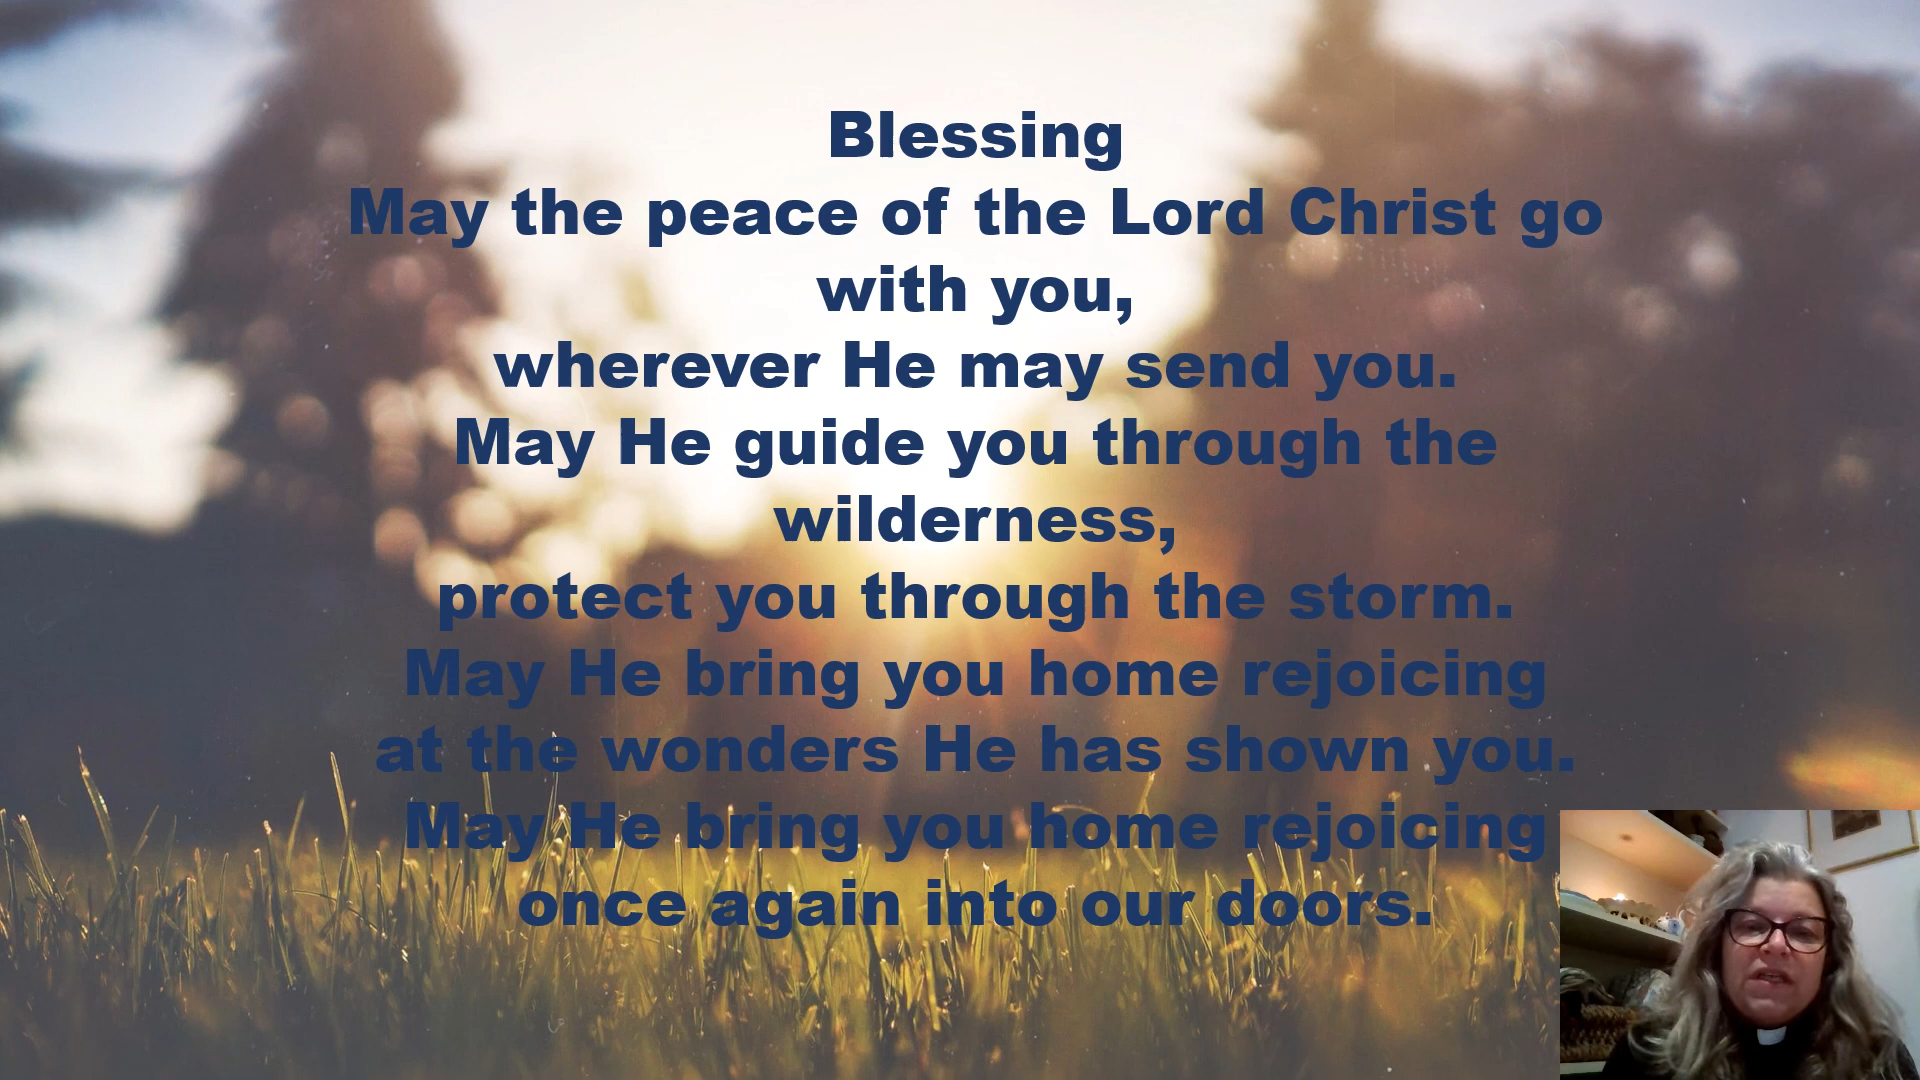 Blessing
May the peace of the Lord Christ go
with you,
wherever He may send you.
May He guide you through the
wilderness,
protect you through the storm.
May He bring you home rejoicing
at the wonders He has shown you.
May He bring you home rejoicing
once again into our doors.